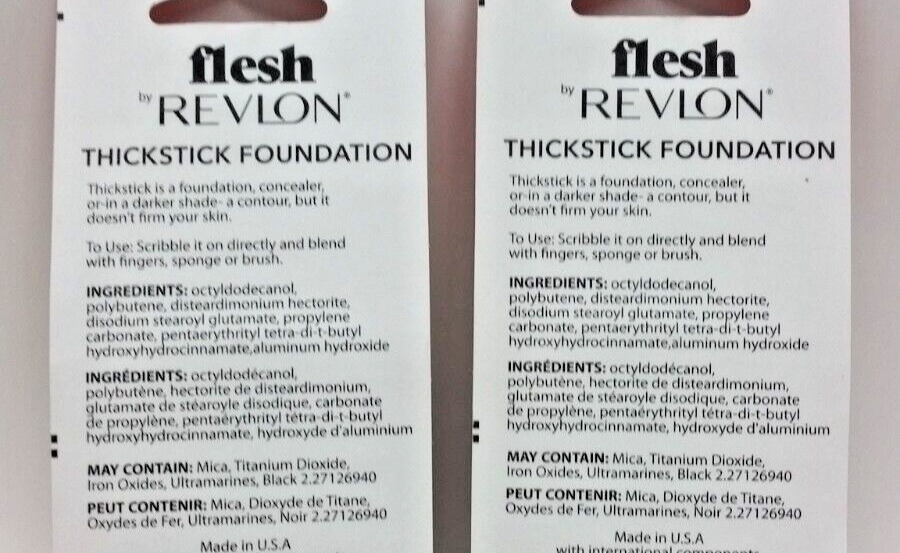 flesh
by REVLON®
THICKSTICK FOUNDATION
Thickstick is a foundation, concealer,
or-in a darker shade- a contour, but it
doesn't firm your skin.
To Use: Scribble it on directly and blend
with fingers, sponge or brush.
INGREDIENTS: octyldodecanol,
polybutene, disteardimonium hectorite,
disodium stearoyl glutamate, propylene
carbonate, pentaerythrityl tetra-di-t-butyl
hydroxyhydrocinnamate,aluminum hydroxide
INGRÉDIENTS: octyldodécanol,
polybutène, hectorite de disteardimonium,
glutamate de stéaroyle disodique, carbonate
de propylène, pentaérythrityl tétra-di-t-butyl
hydroxyhydrocinnamate, hydroxyde d'aluminium
MAY CONTAIN: Mica, Titanium Dioxide,
Iron Oxides, Ultramarines, Black 2.27126940
PEUT CONTENIR: Mica, Dioxyde de Titane,
Oxydes de Fer, Ultramarines, Noir 2.27126940
Made in U.S.A
flesh
by REVLON®
THICKSTICK FOUNDATION
Thickstick is a foundation, concealer,
or-in a darker shade- a contour, but it
doesn't firm your skin.
To Use: Scribble it on directly and blend
with fingers, sponge or brush.
INGREDIENTS: octyldodecanol,
polybutene, disteardimonium hectorite,
disodium stearoyl glutamate, propylene
carbonate, pentaerythrityl tetra-di-t-butyl
hydroxyhydrocinnamate,aluminum hydroxide
INGRÉDIENTS: octyldodécanol,
polybutène, hectorite de disteardimonium,
glutamate de stéaroyle disodique, carbonate
de propylène, pentaérythrityl tétra-di-t-butyl
hydroxyhydrocinnamate, hydroxyde d'aluminium
MAY CONTAIN: Mica, Titanium Dioxide,
Iron Oxides, Ultramarines, Black 2.27126940
PEUT CONTENIR: Mica, Dioxyde de Titane,
Oxydes de Fer, Ultramarines, Noir 2.27126940
Made in U.S.A
with international components